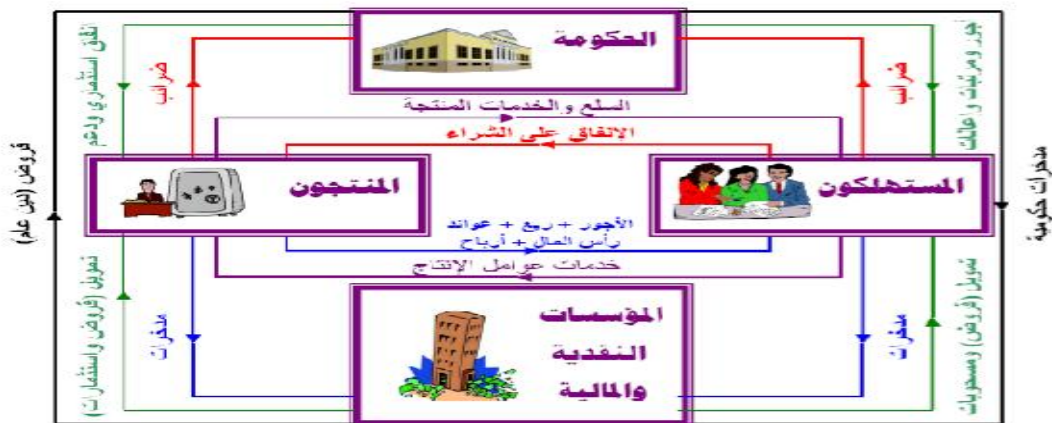 الحكومة
أجور ومرتبات وإعانات
ضرائب
ضرائب
انفق استثماري ودعم
السلع والخدمات المنتجة
الانفاق على الشراء
مدخرات حكومية
المستهلكون
المنتجون
قروض (دين عام)
الأجور + ريع + عوائد
رأس المال + أرباح
خدمات عوامل الإنتاج
تمويل (قروض) ومسحوبات
مدخرات
مدخرات
تمويل (قروض واستثمارات)
المؤسسات
النقدية
والمالية